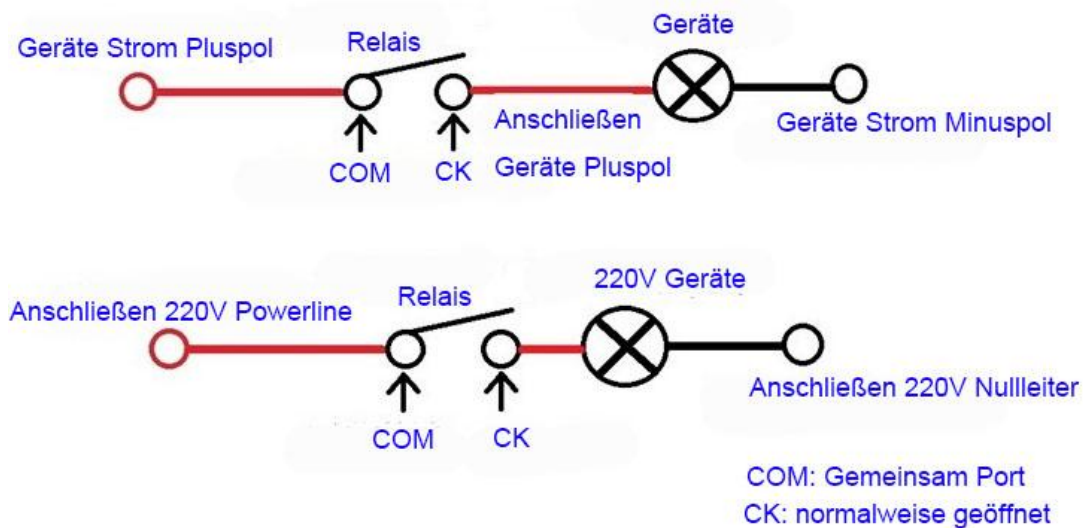 Geräte Strom Pluspol
Relais
Geräte
COM
CK
Anschließen
Geräte Pluspol
Geräte Strom Minuspol
Anschließen 220V Powerline
Relais
220V Geräte
COM
CK
Anschließen 220V Nullleiter
COM: Gemeinsam Port
CK: normalweise geöffnet